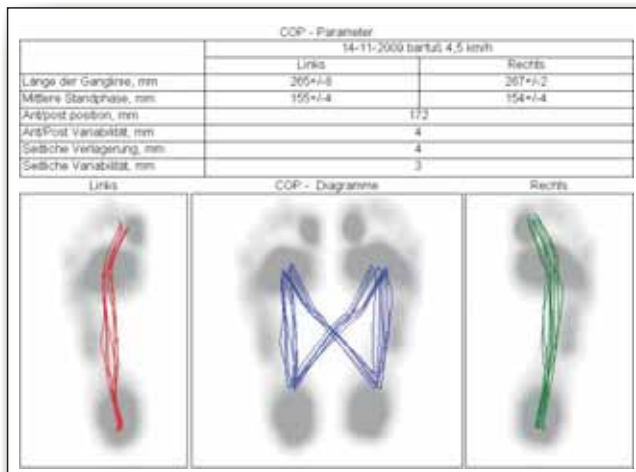 COP - Parameter
14-11-2009 barfuß 4,5 km/h
Links Rechts
Länge der Ganglinie, mm 265+/-6 267+/-2
Mittlere Standphase, mm 155+/-4 154+/-4
Ant/post position, mm 172
Ant/Post Variabilität, mm 4
Seitliche Verlagerung, mm 4
Seitliche Variabilität, mm 3
Links COP - Diagramme Rechts